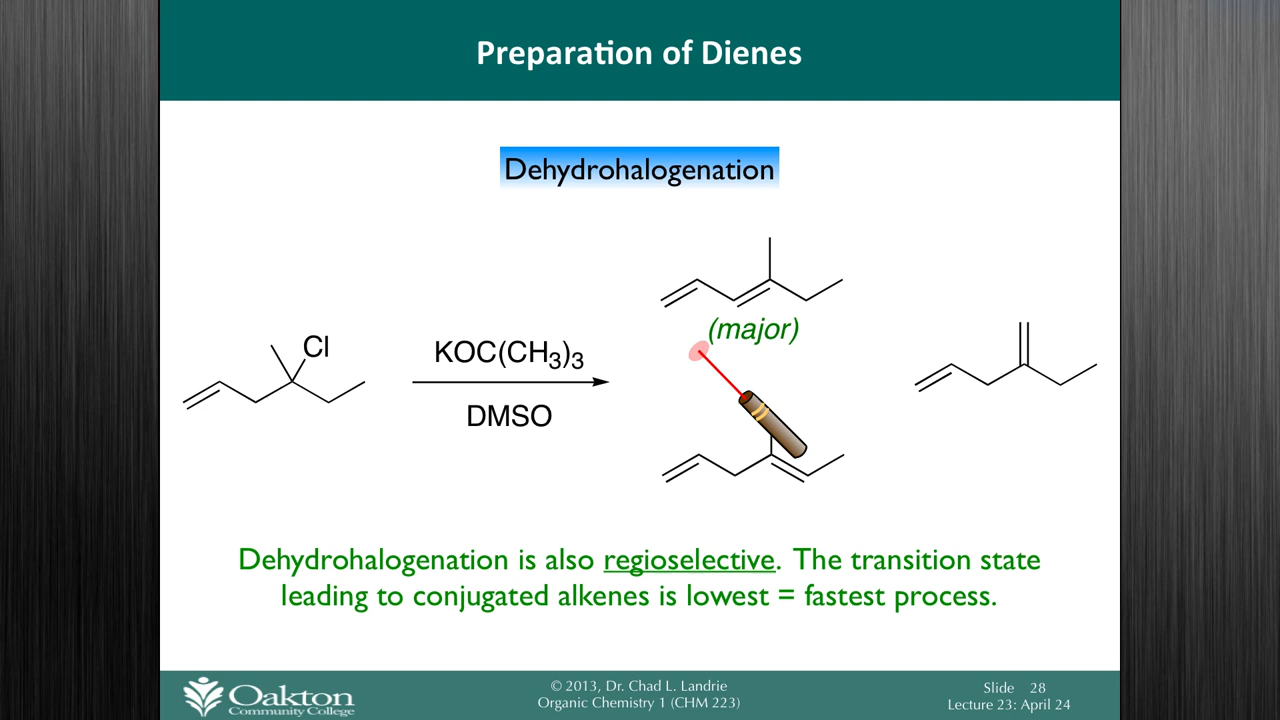 Preparation of Dienes
Dehydrohalogenation
Cl
KOC(CH₃)₃
DMSO
(major)
Dehydrohalogenation is also regioselective. The transition state
leading to conjugated alkenes is lowest = fastest process.
Oakton
Community College
© 2013, Dr. Chad L. Landrie
Organic Chemistry 1 (CHM 223)
Slide 28
Lecture 23: April 24